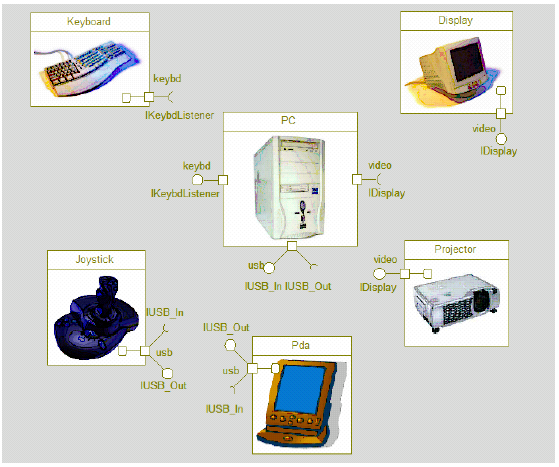 Keyboard
keybd
IKeybdListener
Display
video
IDisplay
PC
keybd
IKeybdListener
video
IDisplay
usb
IUSB_In IUSB_Out
Joystick
IUSB_In
usb
IUSB_Out
Projector
video
IDisplay
Pda
IUSB_Out
usb
IUSB_In